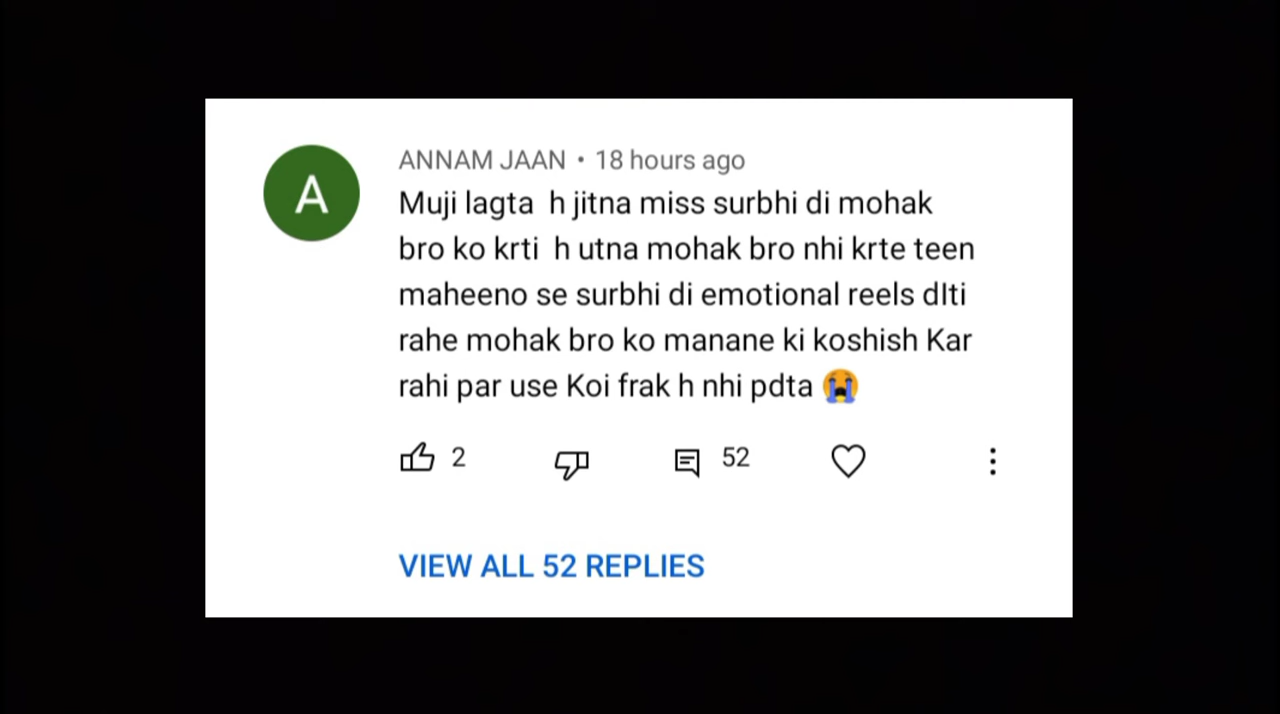 A
ANNAM JAAN • 18 hours ago
Muji lagta h jitna miss surbhi di mohak
bro ko krti h utna mohak bro nhi krte teen
maheeno se surbhi di emotional reels dlti
rahe mohak bro ko manane ki koshish Kar
rahi par use Koi frak h nhi pdta 😭
2 52
VIEW ALL 52 REPLIES